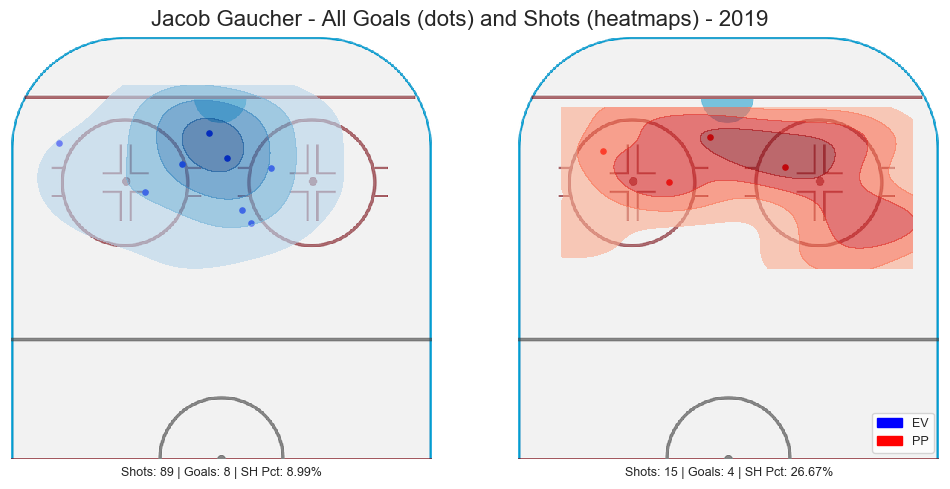 Jacob Gaucher - All Goals (dots) and Shots (heatmaps) - 2019
EV
PP
Shots: 89 | Goals: 8 | SH Pct: 8.99%
Shots: 15 | Goals: 4 | SH Pct: 26.67%